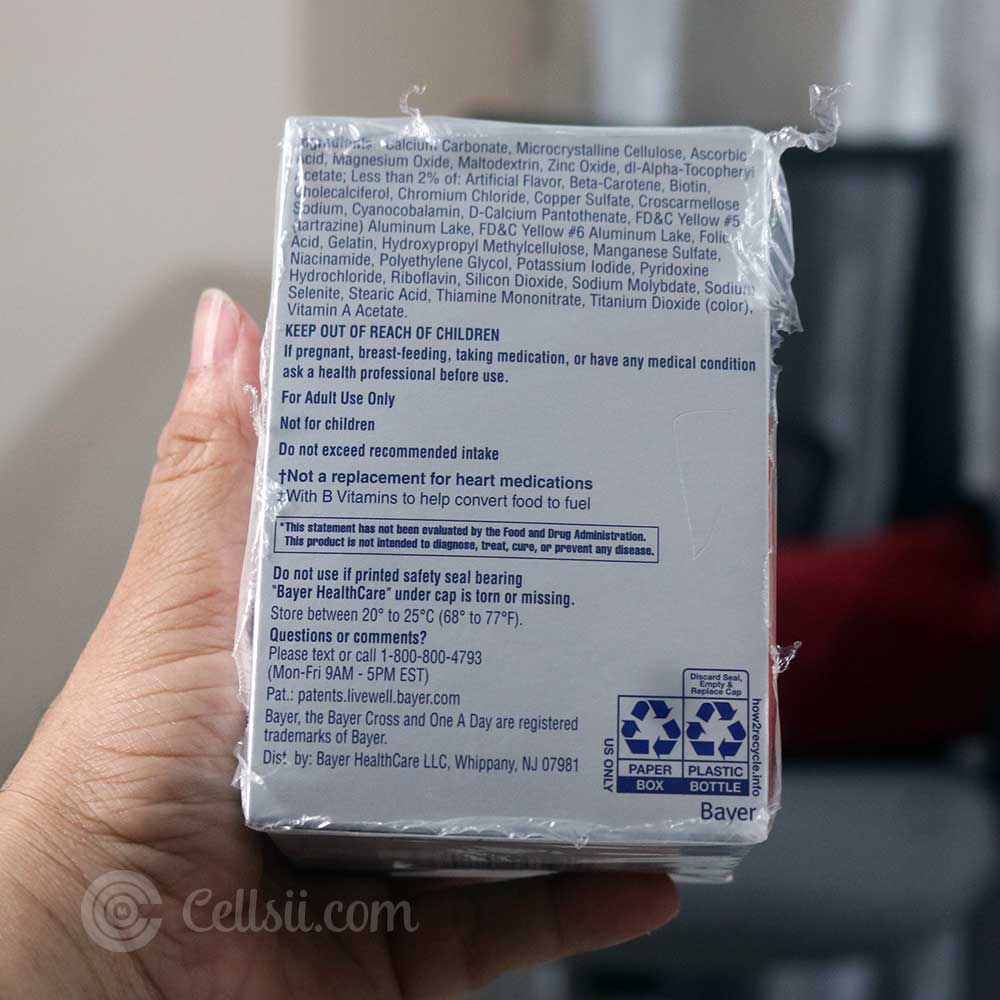 Ingredients: Calcium Carbonate, Microcrystalline Cellulose, Ascorbic
Acid, Magnesium Oxide, Maltodextrin, Zinc Oxide, dl-Alpha-Tocopheryl
Acetate; Less than 2% of: Artificial Flavor, Beta-Carotene, Biotin,
Cholecalciferol, Chromium Chloride, Copper Sulfate, Croscarmellose
Sodium, Cyanocobalamin, D-Calcium Pantothenate, FD&C Yellow #5
(tartrazine) Aluminum Lake, FD&C Yellow #6 Aluminum Lake, Folic
Acid, Gelatin, Hydroxypropyl Methylcellulose, Manganese Sulfate,
Niacinamide, Polyethylene Glycol, Potassium Iodide, Pyridoxine
Hydrochloride, Riboflavin, Silicon Dioxide, Sodium Molybdate, Sodium
Selenite, Stearic Acid, Thiamine Mononitrate, Titanium Dioxide (color),
Vitamin A Acetate.
KEEP OUT OF REACH OF CHILDREN
If pregnant, breast-feeding, taking medication, or have any medical condition
ask a health professional before use.
For Adult Use Only
Not for children
Do not exceed recommended intake
†Not a replacement for heart medications
‡With B Vitamins to help convert food to fuel
*This statement has not been evaluated by the Food and Drug Administration.
This product is not intended to diagnose, treat, cure, or prevent any disease.
Do not use if printed safety seal bearing
"Bayer HealthCare" under cap is torn or missing.
Store between 20° to 25°C (68° to 77°F).
Questions or comments?
Please text or call 1-800-800-4793
(Mon-Fri 9AM - 5PM EST)
Pat.: patents.livewell.bayer.com
Bayer, the Bayer Cross and One A Day are registered
trademarks of Bayer.
Dist. by: Bayer HealthCare LLC, Whippany, NJ 07981
Discard Seal,
Empty &
Replace Cap
US ONLY
PAPER
BOX
PLASTIC
BOTTLE
how2recycle.info
Bayer
Cellsii.com